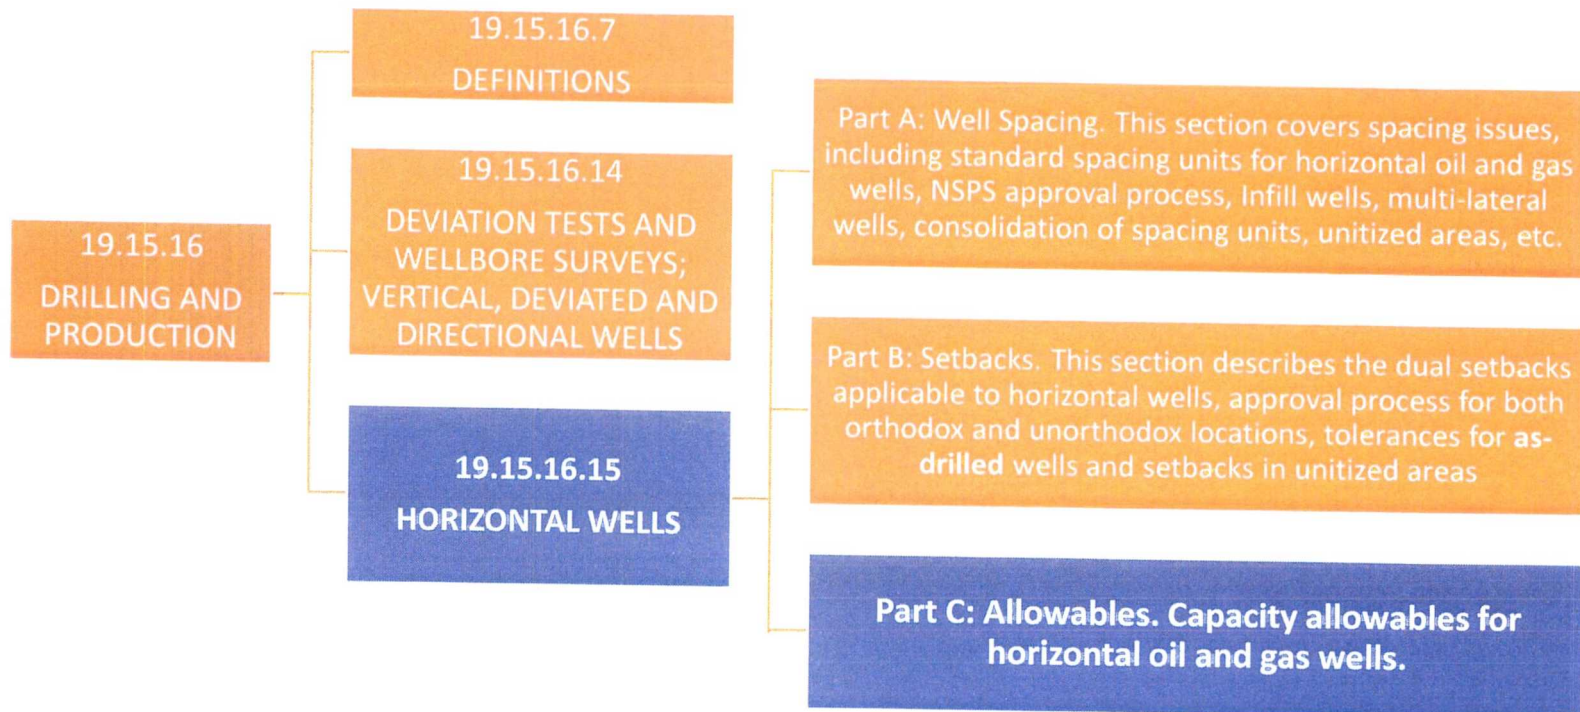 19.15.16
DRILLING AND
PRODUCTION
19.15.16.7
DEFINITIONS
19.15.16.14
DEVIATION TESTS AND
WELLBORE SURVEYS;
VERTICAL, DEVIATED AND
DIRECTIONAL WELLS
19.15.16.15
HORIZONTAL WELLS
Part A: Well Spacing. This section covers spacing issues,
including standard spacing units for horizontal oil and gas
wells, NSPS approval process, Infill wells, multi-lateral
wells, consolidation of spacing units, unitized areas, etc.
Part B: Setbacks. This section describes the dual setbacks
applicable to horizontal wells, approval process for both
orthodox and unorthodox locations, tolerances for as-
drilled wells and setbacks in unitized areas
Part C: Allowables. Capacity allowables for
horizontal oil and gas wells.